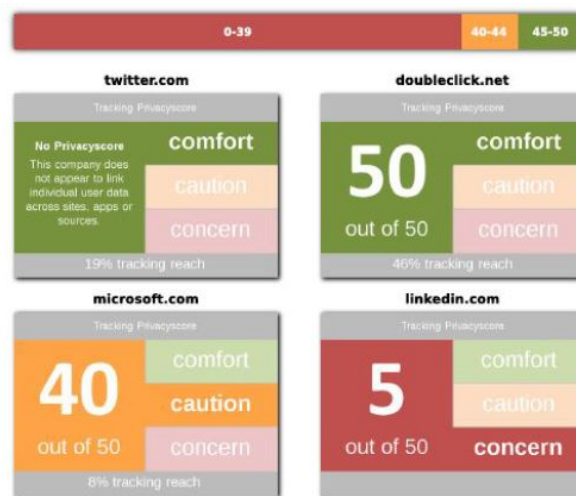 0-39 40-44 45-50
twitter.com
Tracking Privacyscore
No Privacyscore
This company does
not appear to link
individual user data
across sites, apps or
sources.
comfort
caution
concern
19% tracking reach
doubleclick.net
Tracking Privacyscore
50
out of 50
comfort
caution
concern
46% tracking reach
microsoft.com
Tracking Privacyscore
40
out of 50
comfort
caution
concern
8% tracking reach
linkedin.com
Tracking Privacyscore
5
out of 50
comfort
caution
concern